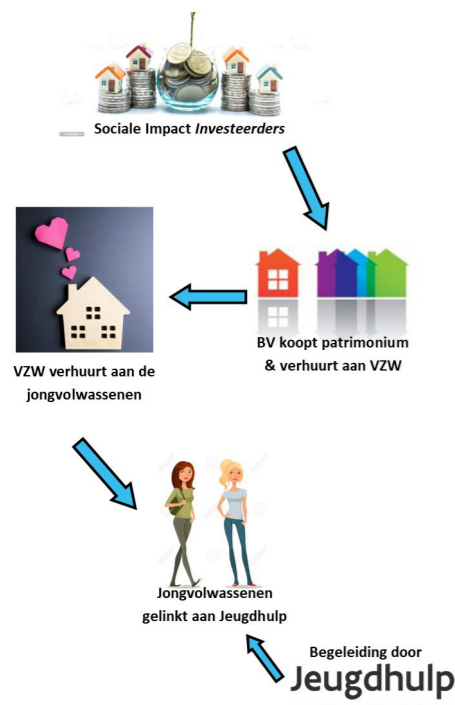 Sociale Impact Investeerders
BV koopt patrimonium
& verhuurt aan VZW
VZW verhuurt aan de
jongvolwassenen
Jongvolwassenen
gelinkt aan Jeugdhulp
Begeleiding door
Jeugdhulp